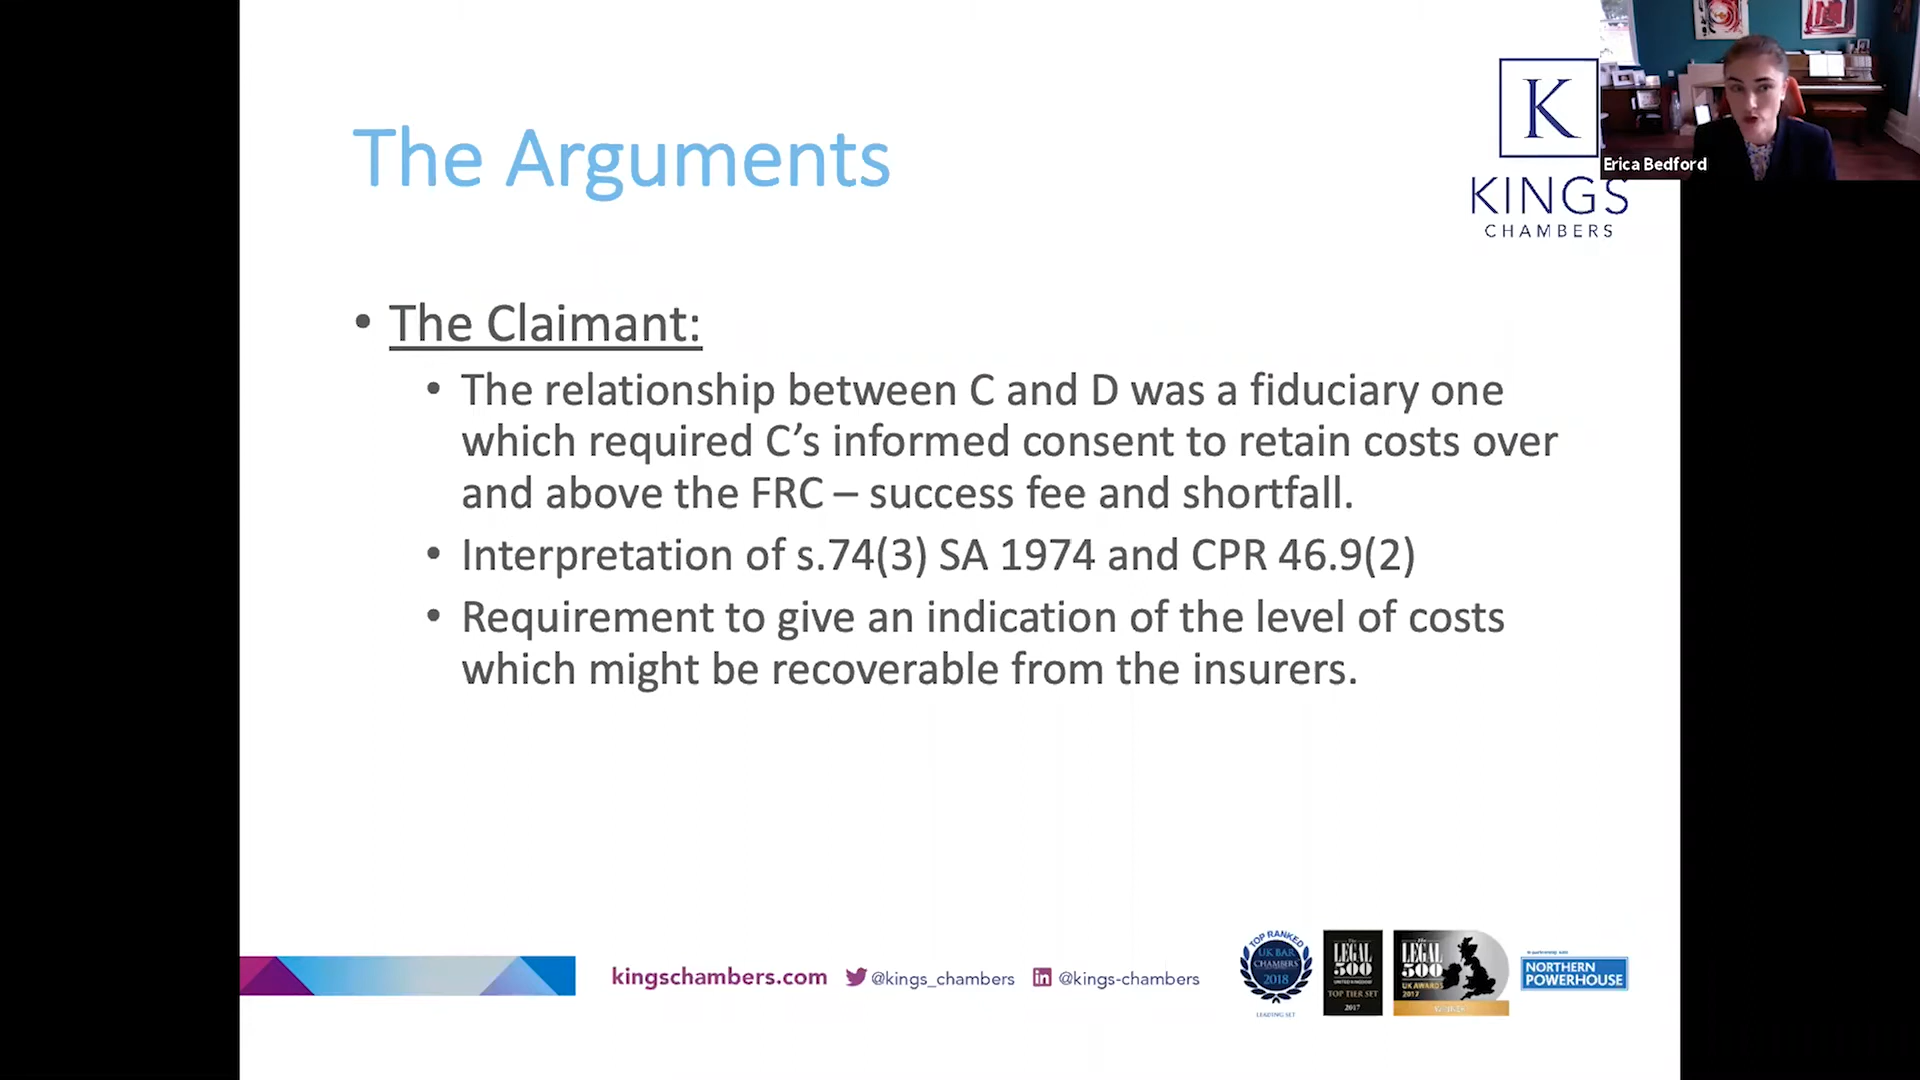 The Arguments
K
KINGS
CHAMBERS
Erica Bedford
• The Claimant:
• The relationship between C and D was a fiduciary one
which required C’s informed consent to retain costs over
and above the FRC – success fee and shortfall.
• Interpretation of s.74(3) SA 1974 and CPR 46.9(2)
• Requirement to give an indication of the level of costs
which might be recoverable from the insurers.
kingschambers.com @kings_chambers in @kings-chambers
TOP RANKED
UK BAR
CHAMBERS
2018
LEADING SET
The
LEGAL
500
UNITED KINGDOM
TOP TIER SET
2017
The
LEGAL
500
UK AWARDS
2017
WINNER
NORTHERN
POWERHOUSE